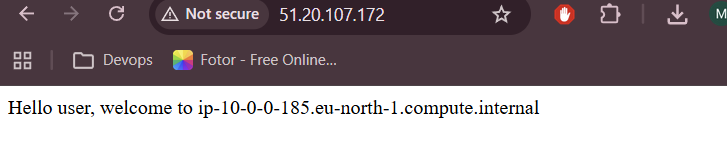 Not secure 51.20.107.172 M
Devops Fotor - Free Online...
Hello user, welcome to ip-10-0-0-185.eu-north-1.compute.internal